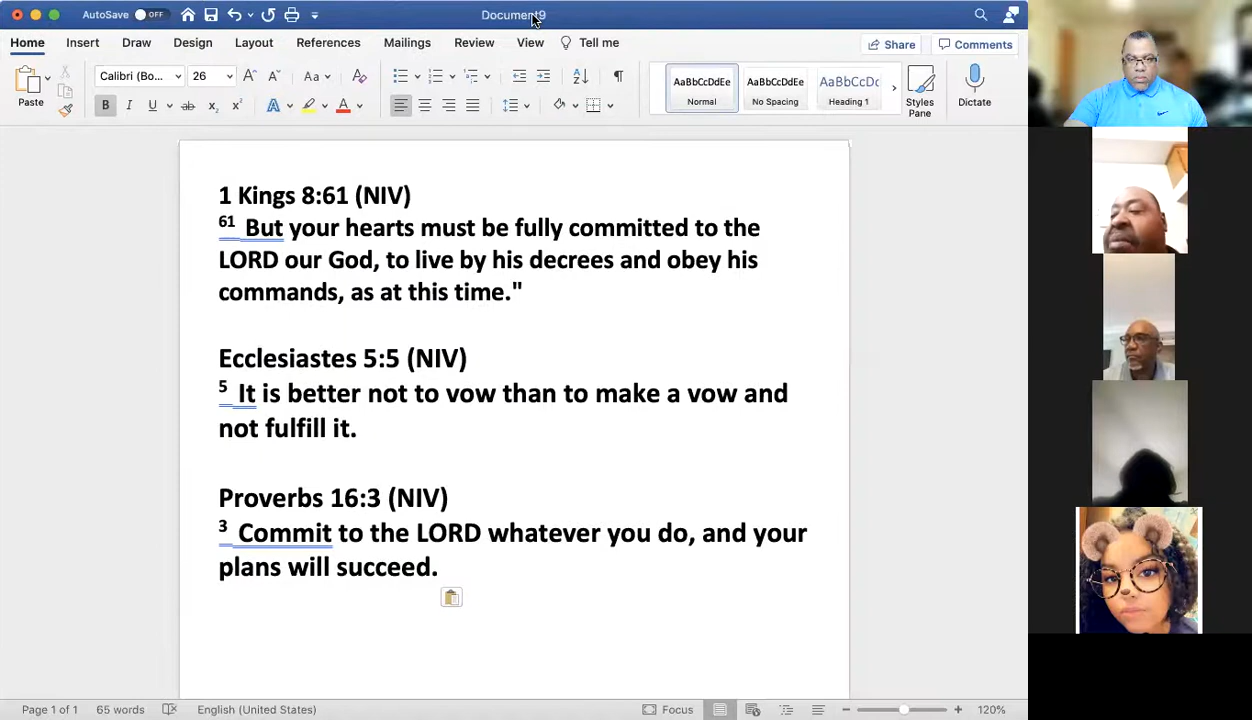 AutoSave OFF Document9
Home Insert Draw Design Layout References Mailings Review View Tell me Share Comments
Paste Calibri (Bo... 26 AaBbCcDdEe AaBbCcDdEe AaBbCcDc
Normal No Spacing Heading 1 Styles Pane Dictate
1 Kings 8:61 (NIV)
61 But your hearts must be fully committed to the
LORD our God, to live by his decrees and obey his
commands, as at this time."
Ecclesiastes 5:5 (NIV)
5 It is better not to vow than to make a vow and
not fulfill it.
Proverbs 16:3 (NIV)
3 Commit to the LORD whatever you do, and your
plans will succeed.
Page 1 of 1 65 words English (United States) Focus 120%